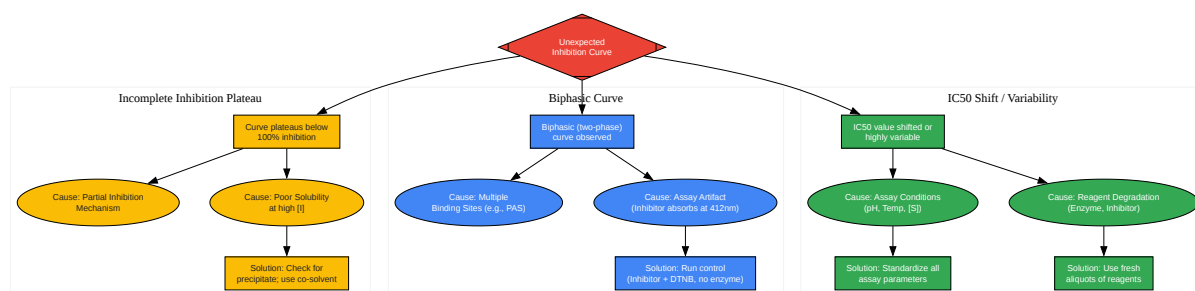 Unexpected
Inhibition Curve
Incomplete Inhibition Plateau
Biphasic Curve
IC50 Shift / Variability
Curve plateaus below
100% inhibition
Biphasic (two-phase)
curve observed
IC50 value shifted or
highly variable
Cause: Partial Inhibition
Mechanism
Cause: Poor Solubility
at high [I]
Cause: Multiple
Binding Sites (e.g., PAS)
Cause: Assay Artifact
(Inhibitor absorbs at 412nm)
Cause: Assay Conditions
(pH, Temp, [S])
Cause: Reagent Degradation
(Enzyme, Inhibitor)
Solution: Check for
precipitate; use co-solvent
Solution: Run control
(Inhibitor + DTNB, no enzyme)
Solution: Standardize all
assay parameters
Solution: Use fresh
aliquots of reagents